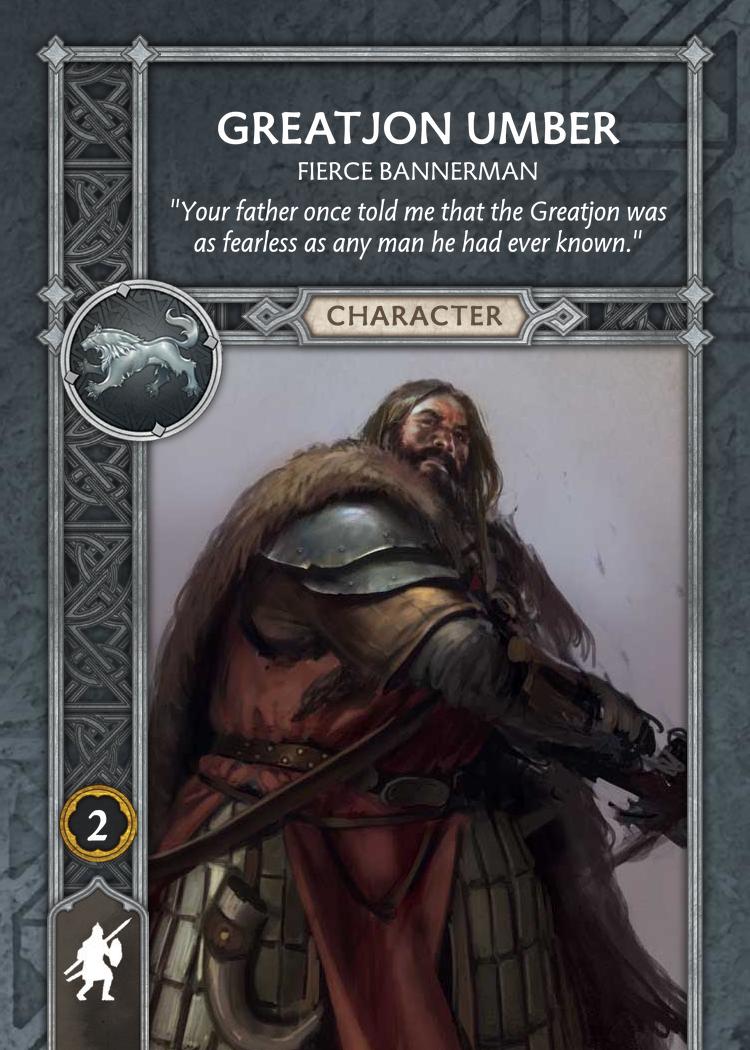 GREATJON UMBER
FIERCE BANNERMAN
"Your father once told me that the Greatjon was
as fearless as any man he had ever known."
CHARACTER
2